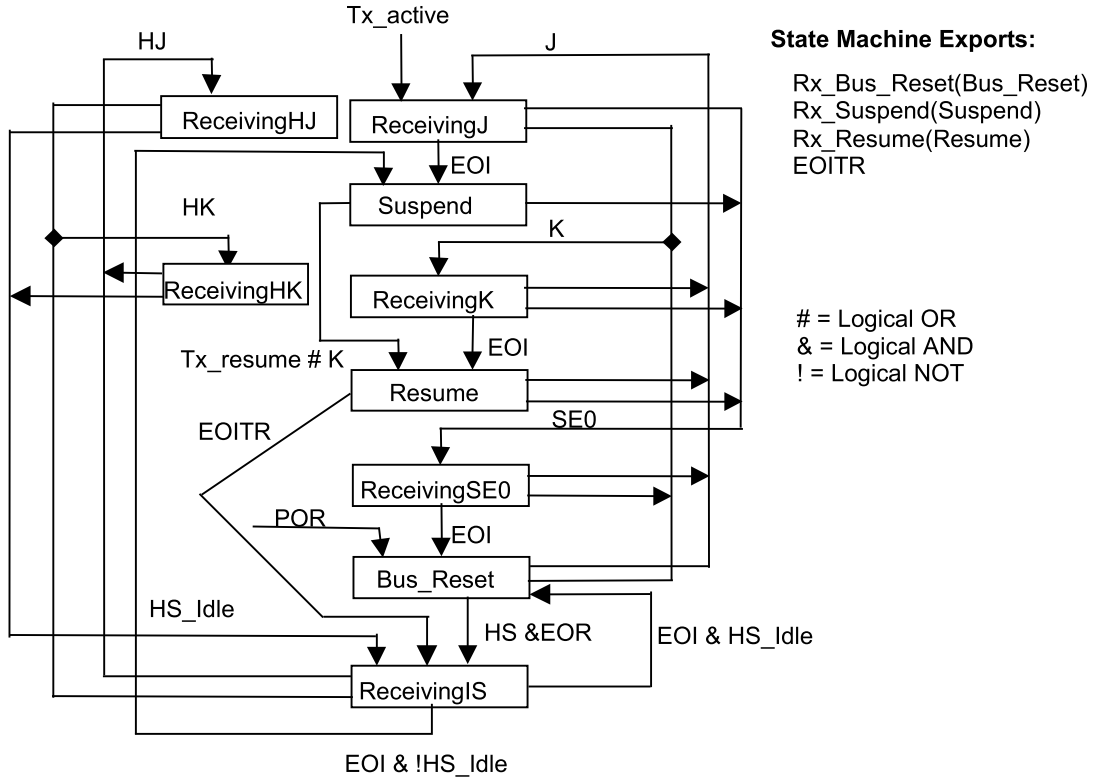 Tx_active
HJ
J
State Machine Exports:
Rx_Bus_Reset(Bus_Reset)
Rx_Suspend(Suspend)
Rx_Resume(Resume)
EOITR
ReceivingHJ
ReceivingJ
EOI
Suspend
HK
K
ReceivingHK
ReceivingK
# = Logical OR
& = Logical AND
! = Logical NOT
EOI
Tx_resume # K
Resume
SE0
EOITR
ReceivingSE0
POR
EOI
Bus_Reset
HS_Idle
HS &EOR
EOI & HS_Idle
ReceivingIS
EOI & !HS_Idle